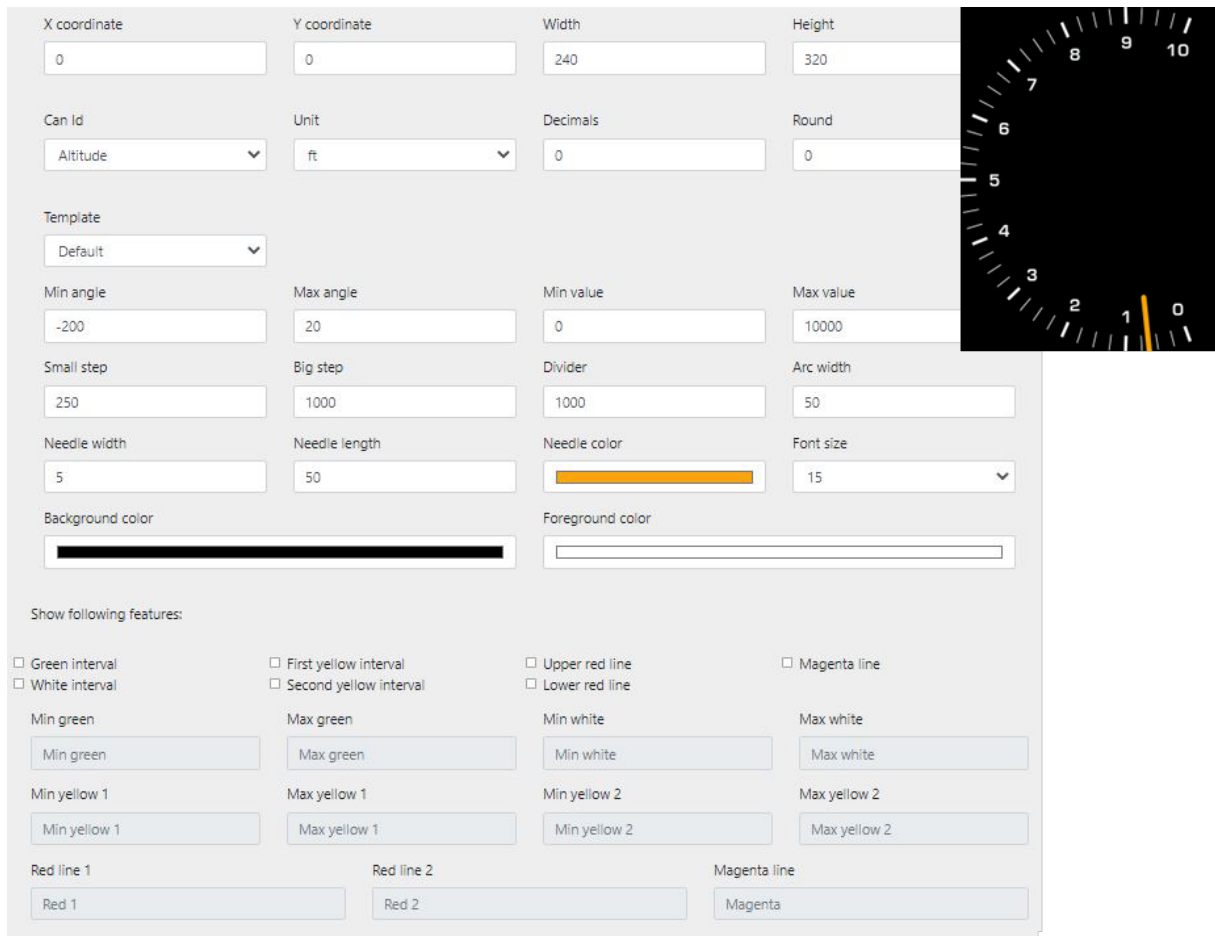 X coordinate Y coordinate Width Height
0 0 240 320
Can Id Unit Decimals Round
Altitude ft 0 0
Template
Default
Min angle Max angle Min value Max value
-200 20 0 10000
Small step Big step Divider Arc width
250 1000 1000 50
Needle width Needle length Needle color Font size
5 50 15
Background color Foreground color
Show following features:
Green interval First yellow interval Upper red line Magenta line
White interval Second yellow interval Lower red line
Min green Max green Min white Max white
Min green Max green Min white Max white
Min yellow 1 Max yellow 1 Min yellow 2 Max yellow 2
Min yellow 1 Max yellow 1 Min yellow 2 Max yellow 2
Red line 1 Red line 2 Magenta line
Red 1 Red 2 Magenta
8 9 10
7
6
5
4
3
2 1 0